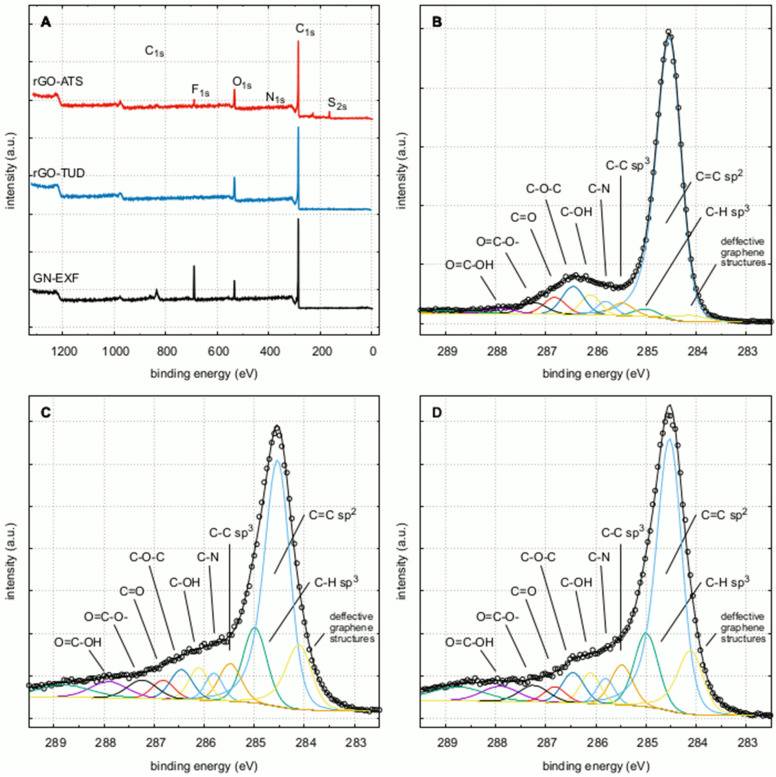 A
C1s
C1s
rGO-ATS
F1s
O1s
N1s
S2s
rGO-TUD
GN-EXF
intensity (a.u.)
1200 1000 800 600 400 200 0
binding energy (eV)
B
C-C sp3
C-O-C
C-N
C=C sp2
C=O
C-OH
C-H sp3
O=C-O-
O=C-OH
deffective
graphene
structures
intensity (a.u.)
289 288 287 286 285 284 283
binding energy (eV)
C
C=C sp2
C-C sp3
C-O-C
C-N
C-OH
C-H sp3
C=O
O=C-O-
O=C-OH
deffective
graphene
structures
intensity (a.u.)
289 288 287 286 285 284 283
binding energy (eV)
D
C=C sp2
C-C sp3
C-O-C
C-N
C-OH
C-H sp3
C=O
O=C-O-
O=C-OH
deffective
graphene
structures
intensity (a.u.)
289 288 287 286 285 284 283
binding energy (eV)